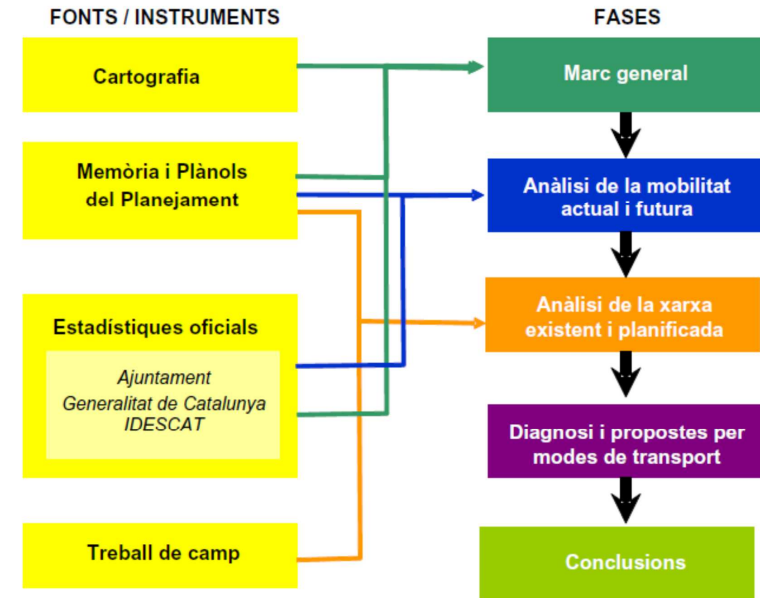 FONTS / INSTRUMENTS
FASES
Cartografia
Marc general
Memòria i Plànols
del Planejament
Anàlisi de la mobilitat
actual i futura
Estadístiques oficials
Ajuntament
Generalitat de Catalunya
IDESCAT
Anàlisi de la xarxa
existent i planificada
Diagnosi i propostes per
modes de transport
Treball de camp
Conclusions